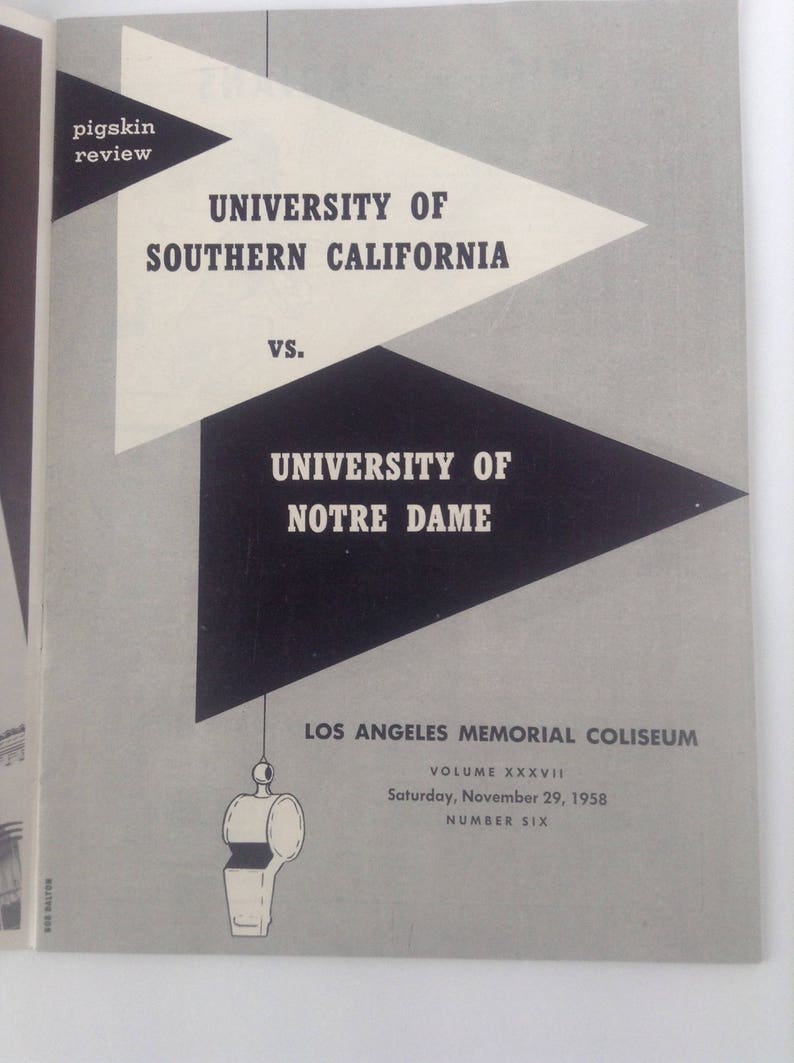 pigskin
review
UNIVERSITY OF
SOUTHERN CALIFORNIA
vs.
UNIVERSITY OF
NOTRE DAME
LOS ANGELES MEMORIAL COLISEUM
VOLUME XXXVII
Saturday, November 29, 1958
NUMBER SIX
BOB DALTON